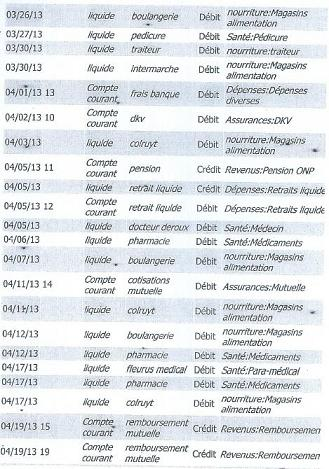 03/26/13 liquide boulangerie Débit nourriture:Magasins
alimentation
03/27/13 liquide pedicure Débit Santé:Pédicure
03/30/13 liquide traiteur Débit nourriture:traiteur
03/30/13 liquide intermarche Débit nourriture:Magasins
alimentation
04/01/13 13 Compte courant frais banque Débit Dépenses:Dépenses
diverses
04/02/13 10 Compte courant dkv Débit Assurances:DKV
04/03/13 liquide colruyt Débit nourriture:Magasins
alimentation
04/05/13 11 Compte courant pension Crédit Revenus:Pension ONP
04/05/13 liquide retrait liquide Crédit Dépenses:Retraits liquide
04/05/13 12 Compte courant retrait liquide Débit Dépenses:Retraits liquide
04/05/13 liquide docteur deroux Débit Santé:Médecin
04/06/13 liquide pharmacie Débit Santé:Médicaments
04/07/13 liquide boulangerie Débit nourriture:Magasins
alimentation
04/11/13 14 Compte courant cotisations mutuelle Débit Assurances:Mutuelle
04/11/13 liquide colruyt Débit nourriture:Magasins
alimentation
04/12/13 liquide boulangerie Débit nourriture:Magasins
alimentation
04/12/13 liquide pharmacie Débit Santé:Médicaments
04/17/13 liquide fleurus medical Débit Santé:Para-médical
04/17/13 liquide pharmacie Débit Santé:Médicaments
04/17/13 liquide colruyt Débit nourriture:Magasins
alimentation
04/19/13 15 Compte courant remboursement mutuelle Crédit Revenus:Remboursemen
04/19/13 19 Compte courant remboursement mutuelle Crédit Revenus:Remboursemen